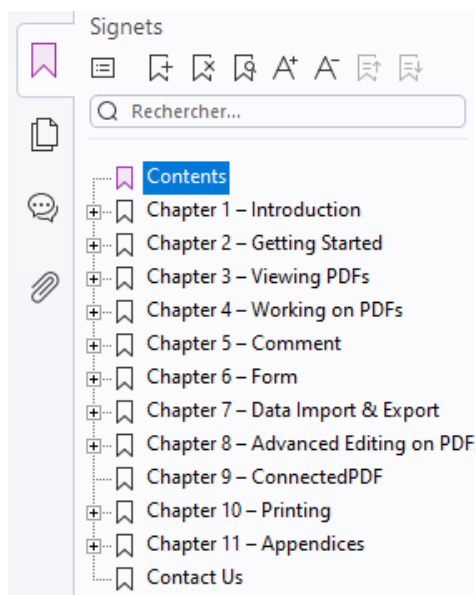 Signets
Rechercher...
Contents
Chapter 1 – Introduction
Chapter 2 – Getting Started
Chapter 3 – Viewing PDFs
Chapter 4 – Working on PDFs
Chapter 5 – Comment
Chapter 6 – Form
Chapter 7 – Data Import & Export
Chapter 8 – Advanced Editing on PDF
Chapter 9 – ConnectedPDF
Chapter 10 – Printing
Chapter 11 – Appendices
Contact Us